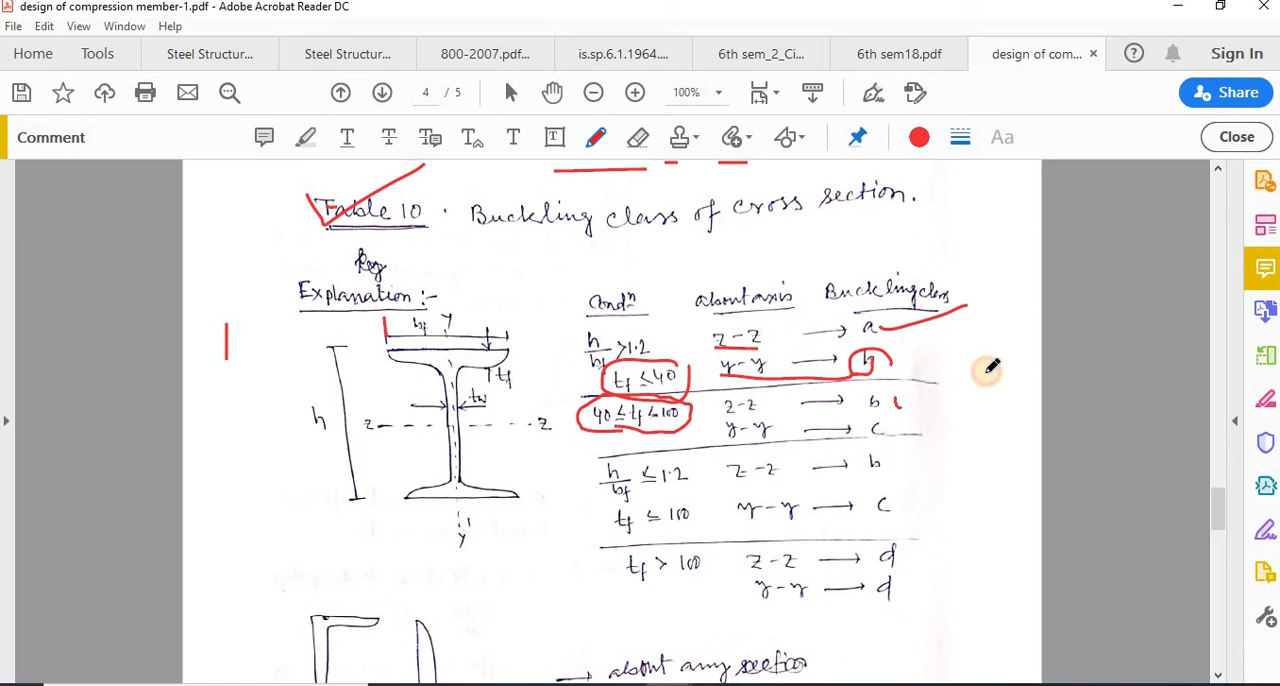 design of compression member-1.pdf - Adobe Acrobat Reader DC
File Edit View Window Help
Home Tools Steel Structur... Steel Structur... 800-2007.pdf... is.sp.6.1.1964.... 6th sem_2_Ci... 6th sem18.pdf design of com... × Sign In
4 / 5 100% Share
Comment Close
Table 10 . Buckling class of cross section.
Explanation :-
Condn about axis Buckling class
h/bf >1.2 z-z → a
tf ≤40 y-y → b
40 ≤ tf ≤100 z-z → b
y-y → c
h/bf ≤ 1.2 z-z → b
tf ≤ 100 y-y → c
tf > 100 z-z → d
y-y → d
bf y
tf
tw
h z z
y
→ about any section